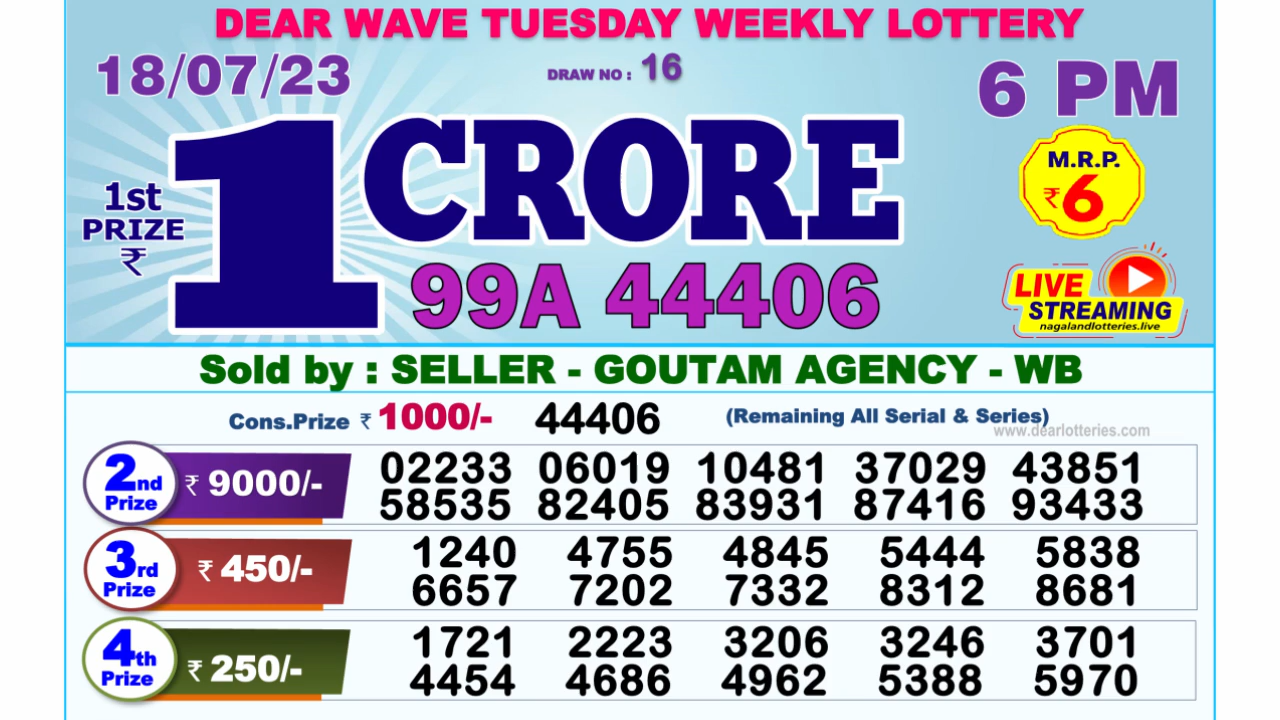 DEAR WAVE TUESDAY WEEKLY LOTTERY
18/07/23
DRAW NO : 16
6 PM
1st
PRIZE
₹
1 CRORE
M.R.P.
₹6
99A 44406
LIVE
STREAMING
nagalandlotteries.live
Sold by : SELLER - GOUTAM AGENCY - WB
Cons.Prize ₹ 1000/- 44406 (Remaining All Serial & Series)
www.dearlotteries.com
2nd
Prize
₹ 9000/-
02233 06019 10481 37029 43851
58535 82405 83931 87416 93433
3rd
Prize
₹ 450/-
1240 4755 4845 5444 5838
6657 7202 7332 8312 8681
4th
Prize
₹ 250/-
1721 2223 3206 3246 3701
4454 4686 4962 5388 5970